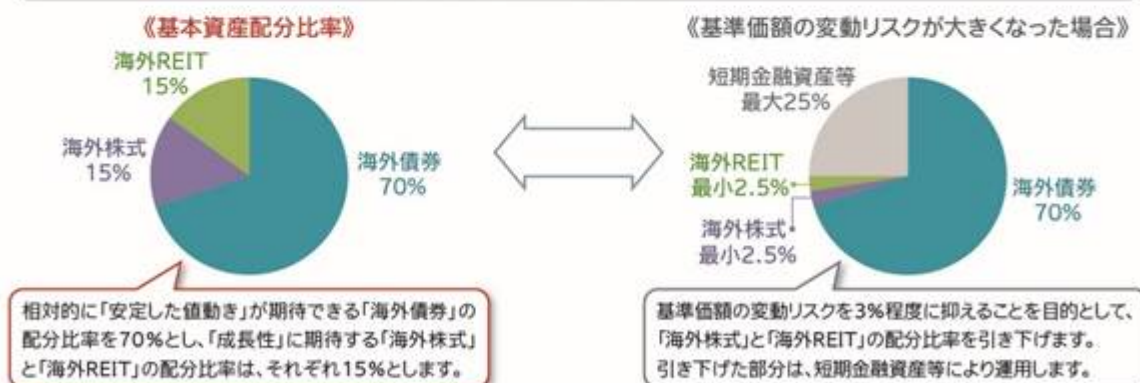 《基本資産配分比率》
海外REIT
15%
海外株式
15%
海外債券
70%
相対的に「安定した値動き」が期待できる「海外債券」の
配分比率を70%とし、「成長性」に期待する「海外株式」
と「海外REIT」の配分比率は、それぞれ15%とします。
《基準価額の変動リスクが大きくなった場合》
短期金融資産等
最大25%
海外REIT
最小2.5%
海外株式
最小2.5%
海外債券
70%
基準価額の変動リスクを3%程度に抑えることを目的として、
「海外株式」と「海外REIT」の配分比率を引き下げます。
引き下げた部分は、短期金融資産等により運用します。